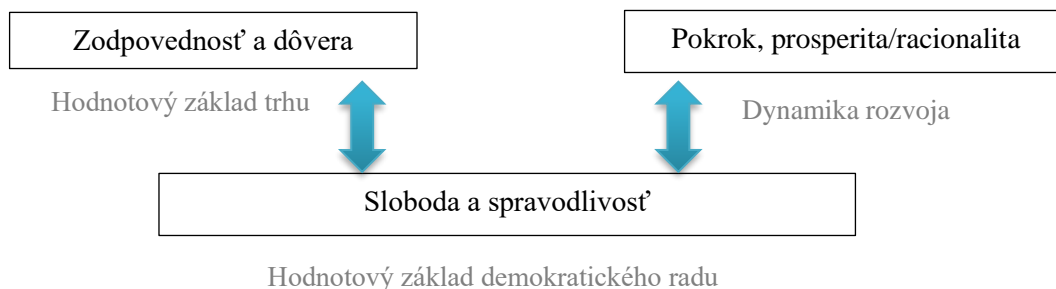 Zodpovednosť a dôvera
Pokrok, prosperita/racionalita
Hodnotový základ trhu
Dynamika rozvoja
Sloboda a spravodlivosť
Hodnotový základ demokratického radu